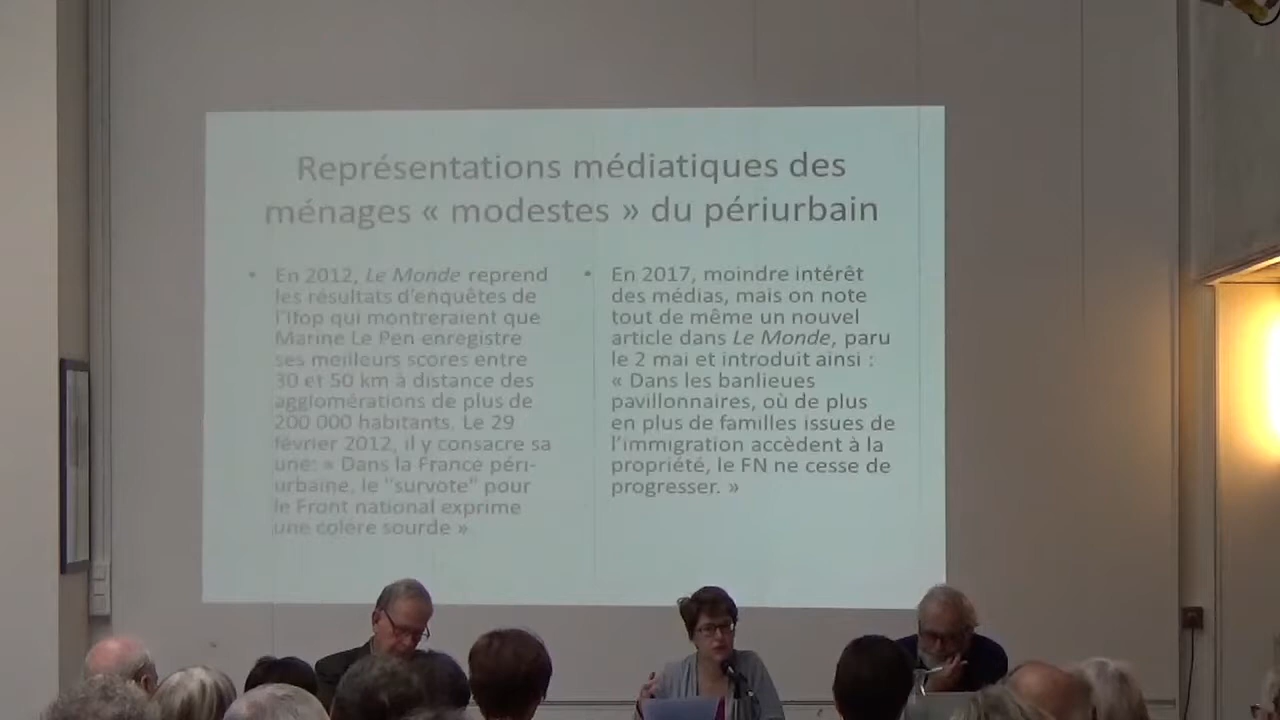 Représentations médiatiques des
ménages « modestes » du périurbain
• En 2012, Le Monde reprend
les résultats d'enquêtes de
l'Ifop qui montreraient que
Marine Le Pen enregistre
ses meilleurs scores entre
30 et 50 km à distance des
agglomérations de plus de
200 000 habitants. Le 29
février 2012, il y consacre sa
une: « Dans la France péri-
urbaine, le "survote" pour
le Front national exprime
une colère sourde »
• En 2017, moindre intérêt
des médias, mais on note
tout de même un nouvel
article dans Le Monde, paru
le 2 mai et introduit ainsi :
« Dans les banlieues
pavillonnaires, où de plus
en plus de familles issues de
l'immigration accèdent à la
propriété, le FN ne cesse de
progresser. »